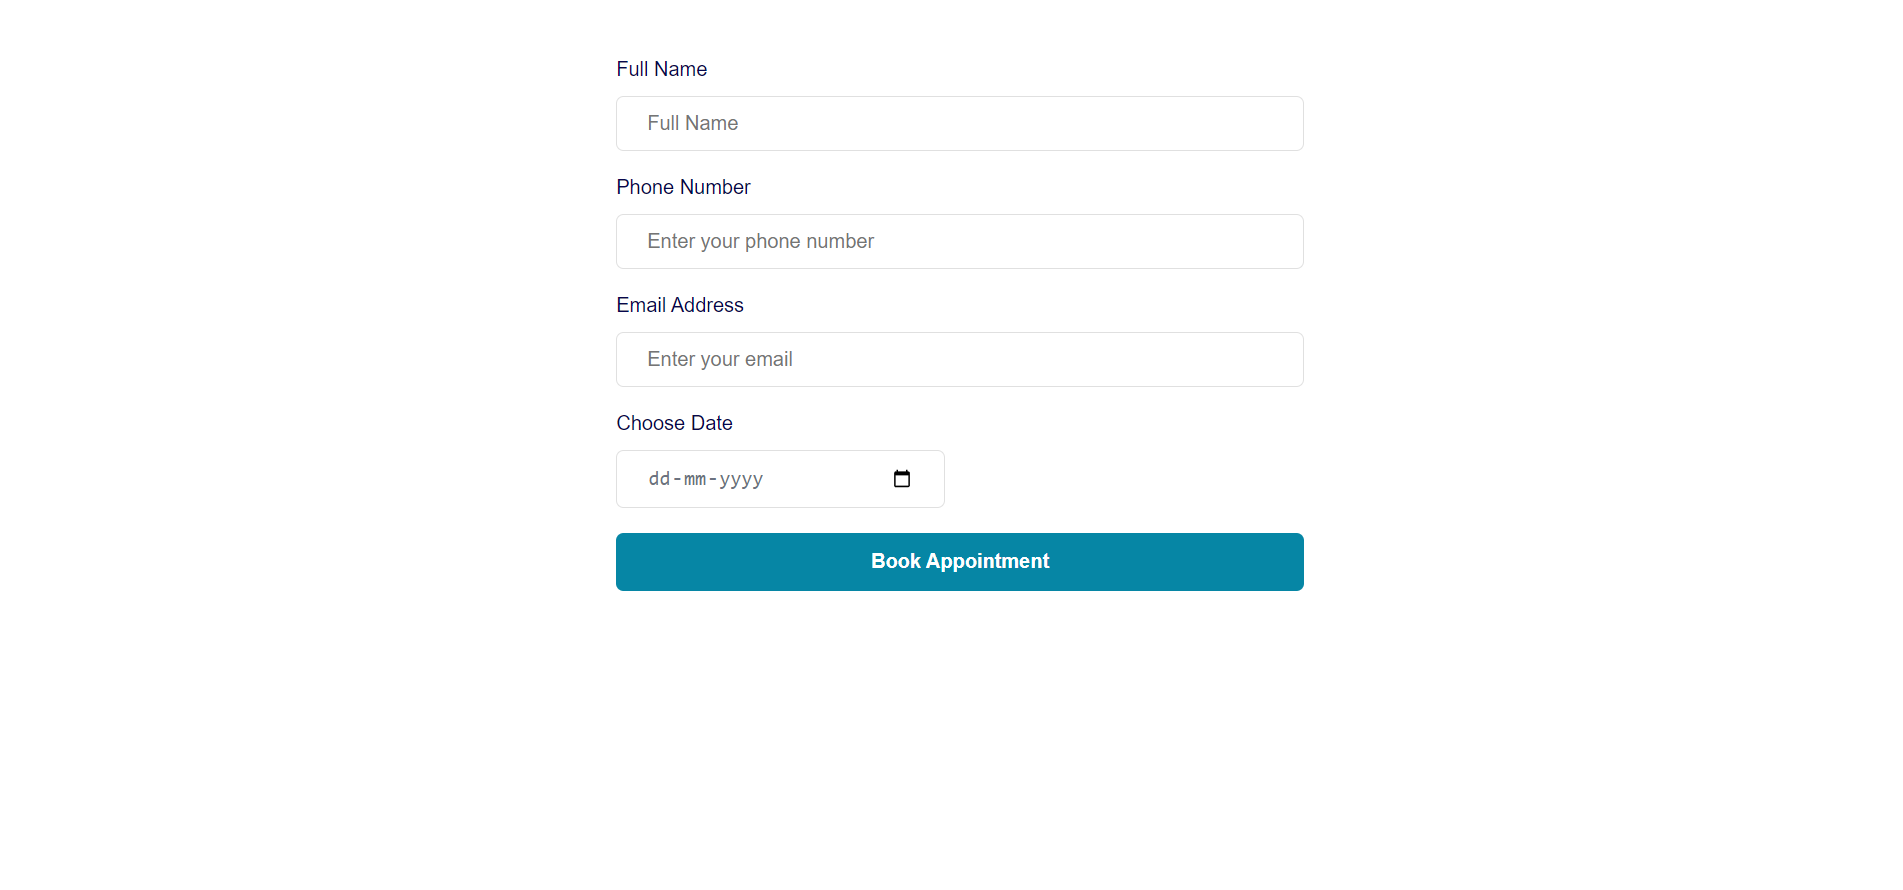 Full Name
Full Name
Phone Number
Enter your phone number
Email Address
Enter your email
Choose Date
dd-mm-yyyy
Book Appointment